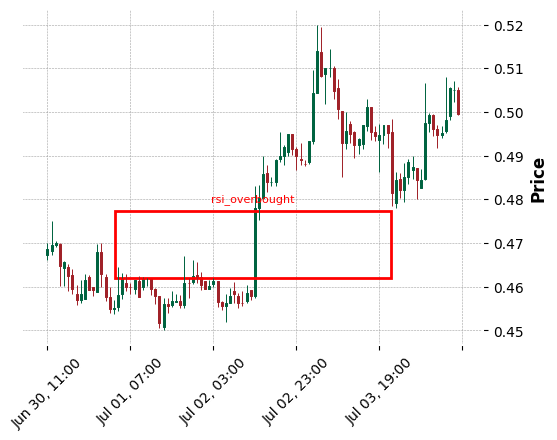 0.52
0.51
0.50
0.49
0.48
0.47
0.46
0.45
Price
rsi_overbought
Jun 30, 11:00
Jul 01, 07:00
Jul 02, 03:00
Jul 02, 23:00
Jul 03, 19:00